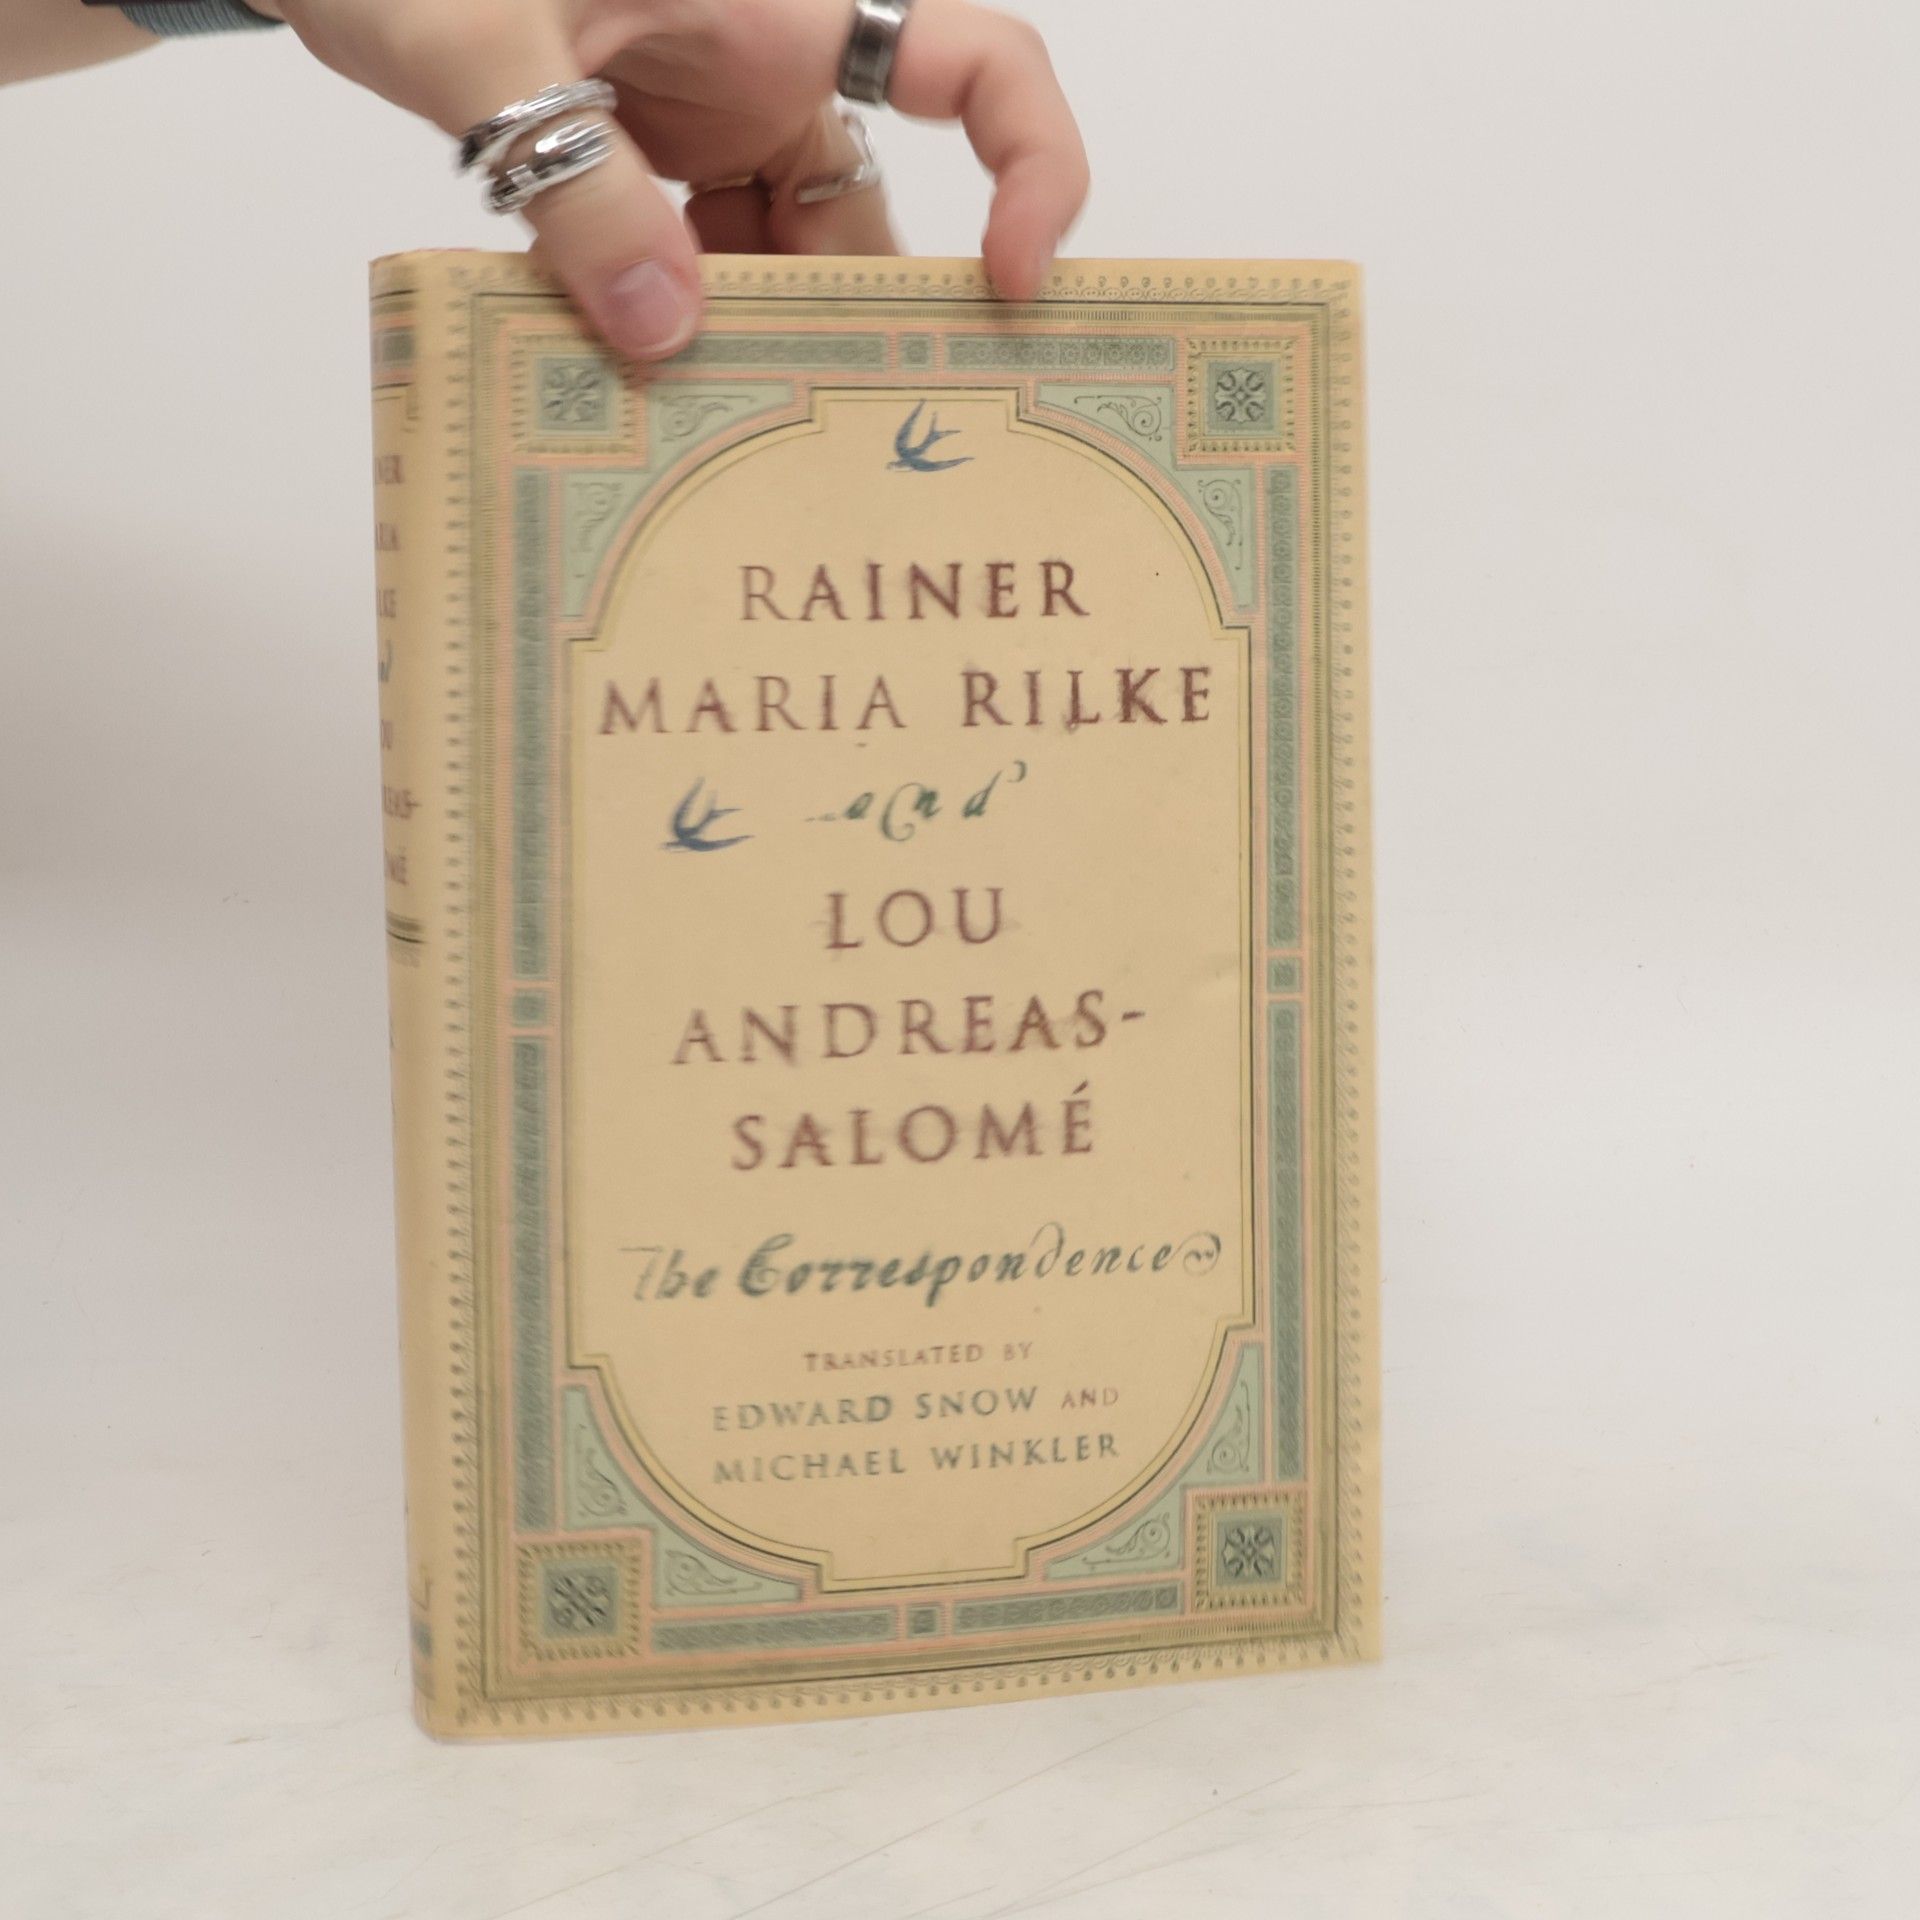 RAINER
MARIA RILKE
and
LOU
ANDREAS-
SALOMÉ
The Correspondence
TRANSLATED BY
EDWARD SNOW AND
MICHAEL WINKLER